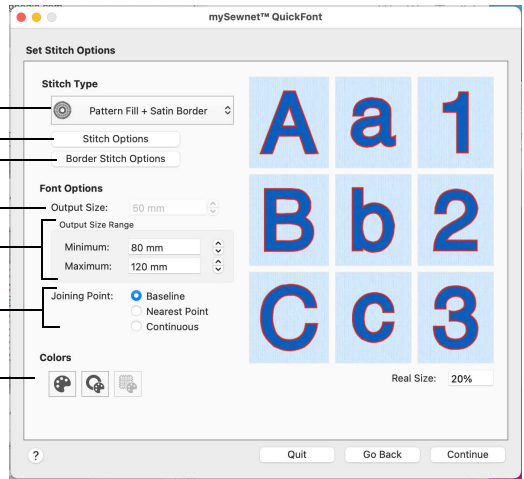 mySewnet™ QuickFont
Set Stitch Options
Stitch Type
Pattern Fill + Satin Border
Stitch Options
Border Stitch Options
Font Options
Output Size: 50 mm
Output Size Range
Minimum: 80 mm
Maximum: 120 mm
Joining Point: Baseline
Nearest Point
Continuous
Colors
A a 1
B b 2
C c 3
Real Size: 20%
? Quit Go Back Continue